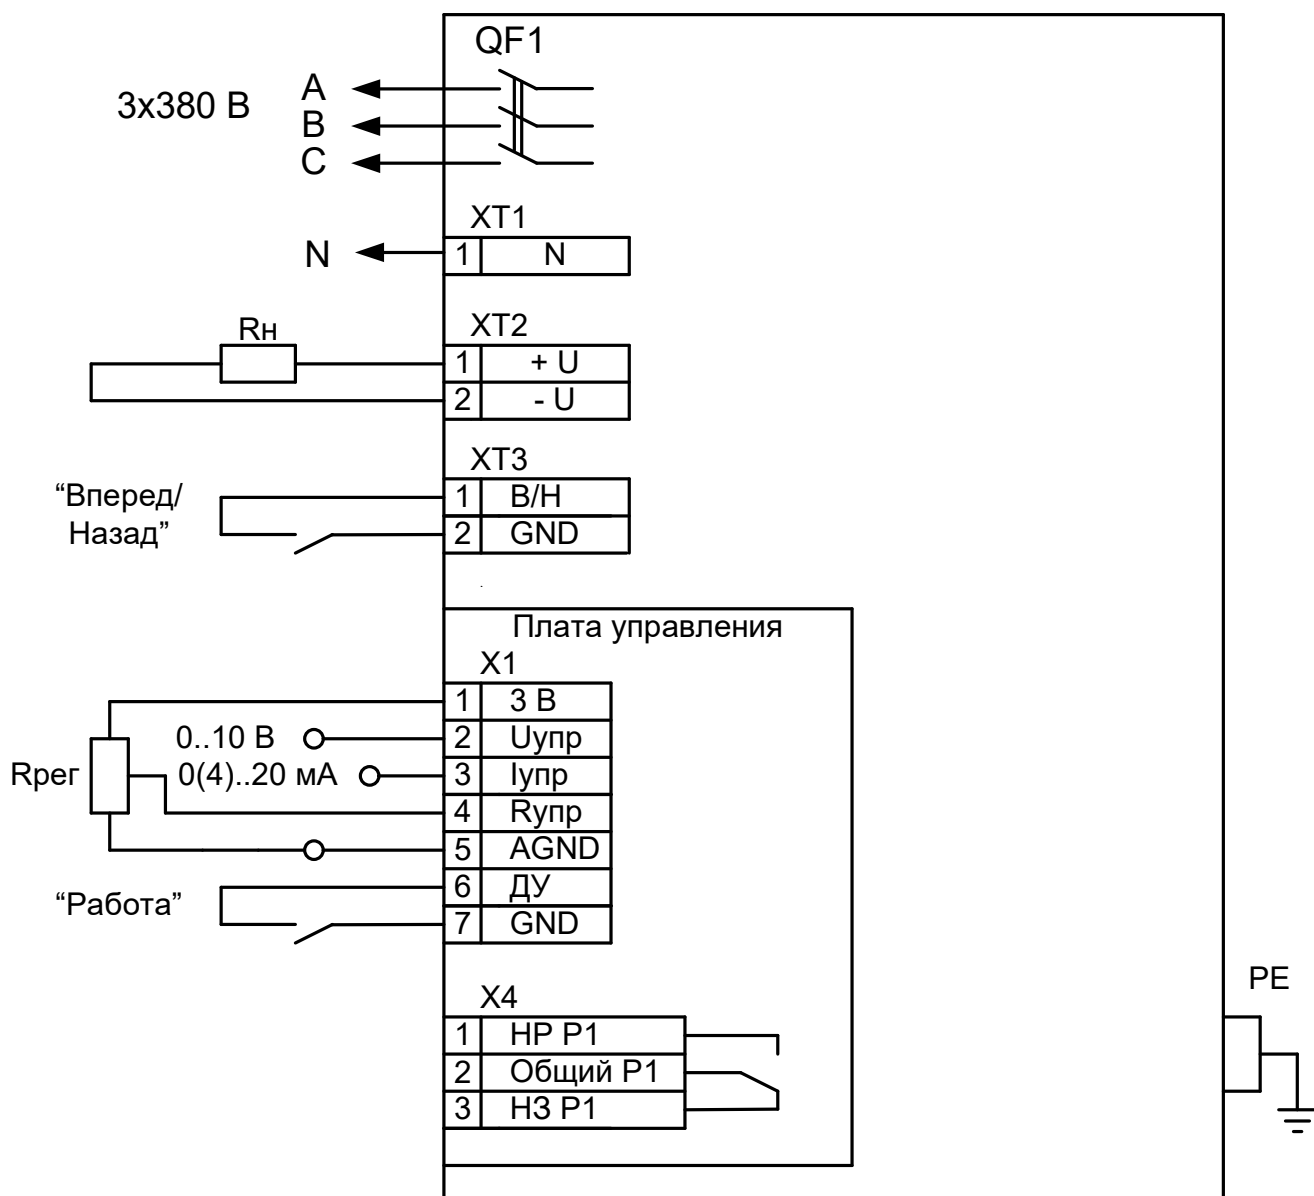 QF1
3x380 В
A
B
C
XT1
N
1 N
Rн
XT2
1 + U
2 - U
XT3
“Вперед/
Назад”
1 В/Н
2 GND
Плата управления
X1
1 3 В
0..10 В
2 Uупр
Rрег
0(4)..20 мА
3 Iупр
4 Rупр
5 AGND
“Работа”
6 ДУ
7 GND
PE
X4
1 НР Р1
2 Общий Р1
3 НЗ Р1